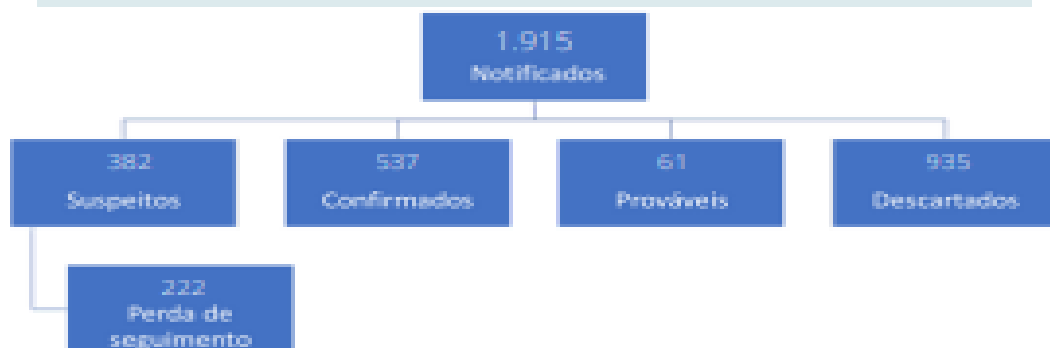 1.915
Notificados
382
Suspeitos
537
Confirmados
61
Prováveis
935
Descartados
222
Perda de
seguimento